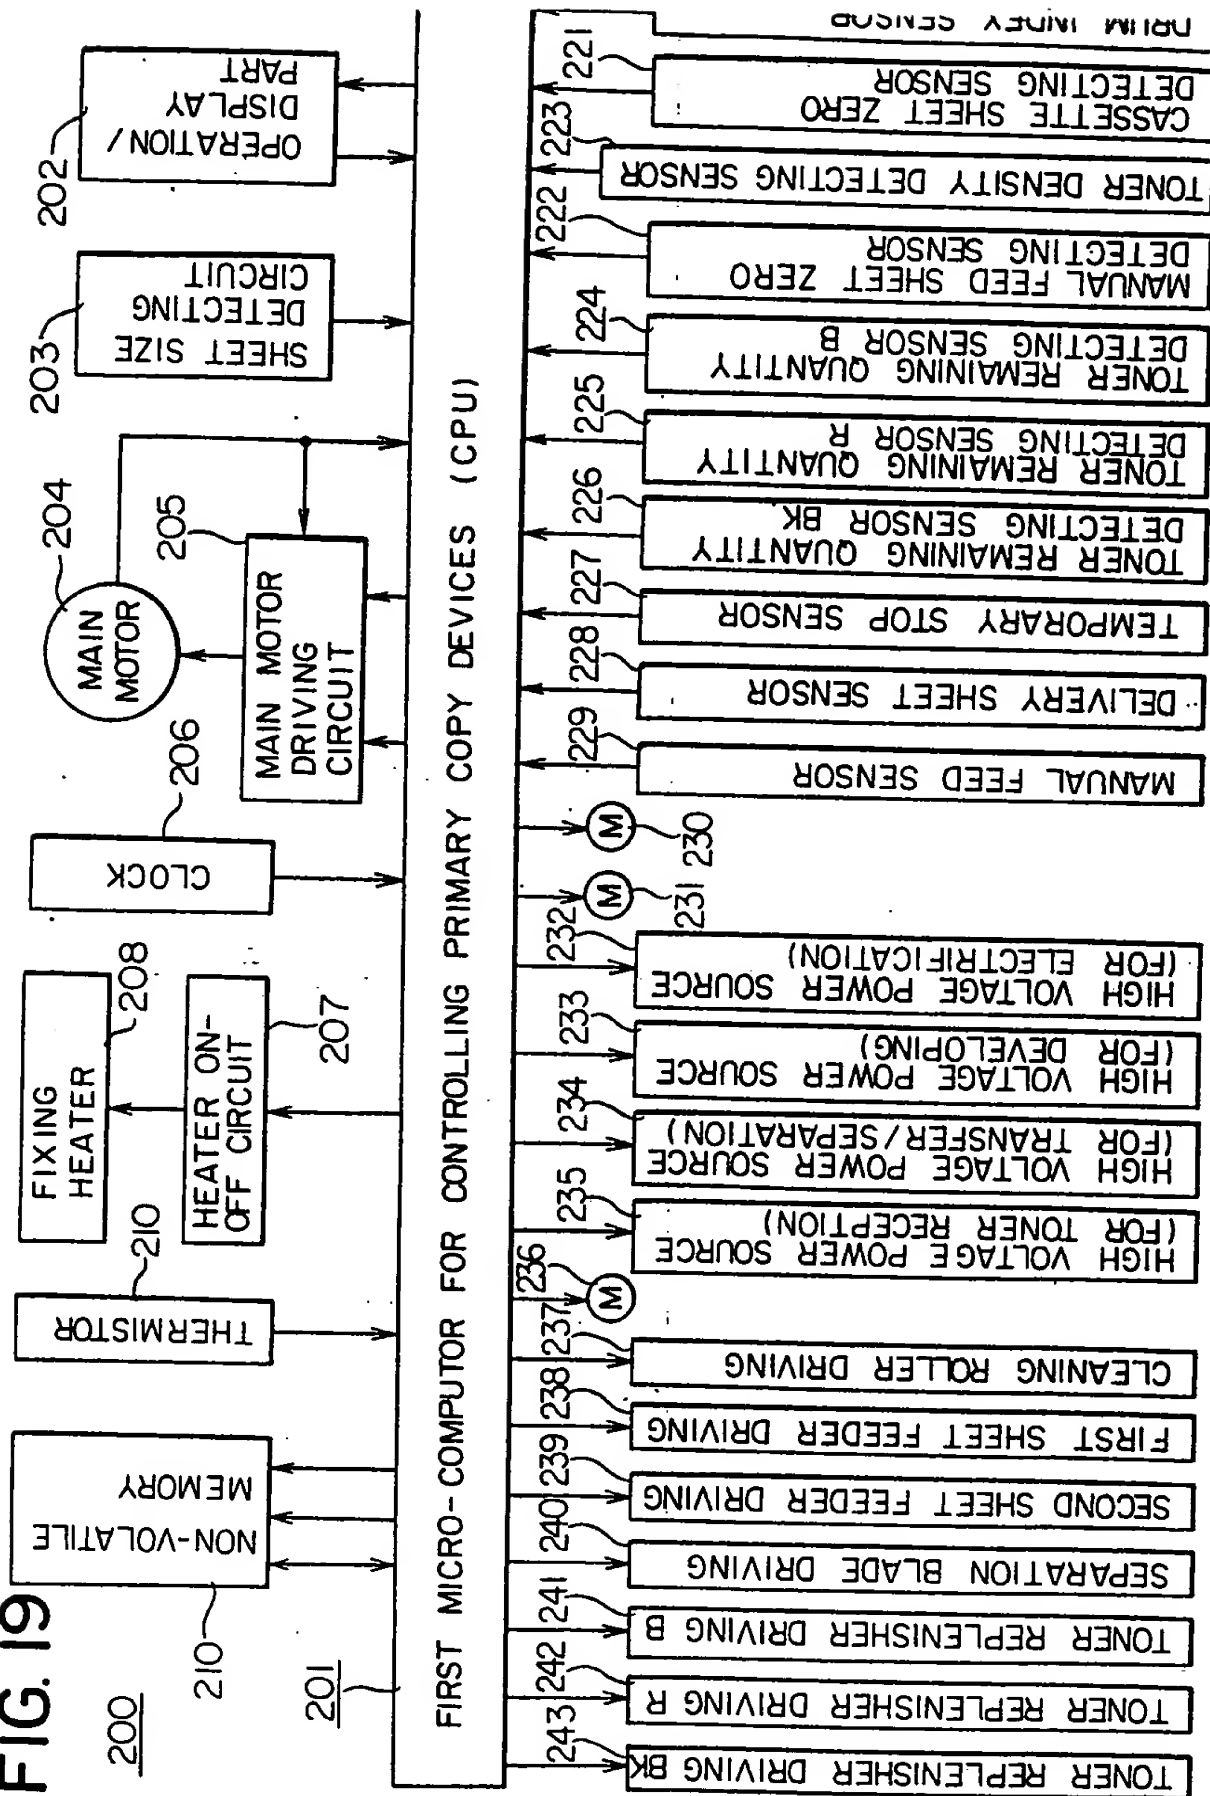 FIG. 19
200
210
NON-VOLATILE
MEMORY
THERMISTOR
210
FIXING
HEATER
208
HEATER ON-
OFF CIRCUIT
207
CLOCK
206
MAIN
MOTOR
204
MAIN MOTOR
DRIVING
CIRCUIT
205
SHEET SIZE
DETECTING
CIRCUIT
203
OPERATION/
DISPLAY
PART
202
201
FIRST MICRO-COMPUTOR FOR CONTROLLING PRIMARY COPY DEVICES (CPU)
243
TONER REPLENISHER DRIVING BK
242
TONER REPLENISHER DRIVING R
241
TONER REPLENISHER DRIVING B
240
SEPARATION BLADE DRIVING
239
SECOND SHEET FEEDER DRIVING
238
FIRST SHEET FEEDER DRIVING
237
CLEANING ROLLER DRIVING
236
M
235
HIGH VOLTAGE POWER SOURCE
(FOR TONER RECEPTION)
234
HIGH VOLTAGE POWER SOURCE
(FOR TRANSFER/SEPARATION)
233
HIGH VOLTAGE POWER SOURCE
(FOR DEVELOPING)
232
HIGH VOLTAGE POWER SOURCE
(FOR ELECTRIFICATION)
M
231
M
230
229
MANUAL FEED SENSOR
228
DELIVERY SHEET SENSOR
227
TEMPORARY STOP SENSOR
226
TONER REMAINING QUANTITY
DETECTING SENSOR BK
225
TONER REMAINING QUANTITY
DETECTING SENSOR R
224
TONER REMAINING QUANTITY
DETECTING SENSOR B
222
MANUAL FEED SHEET ZERO
DETECTING SENSOR
223
TONER DENSITY DETECTING SENSOR
221
CASSETTE SHEET ZERO
DETECTING SENSOR
DRUM INDEX SENSOR